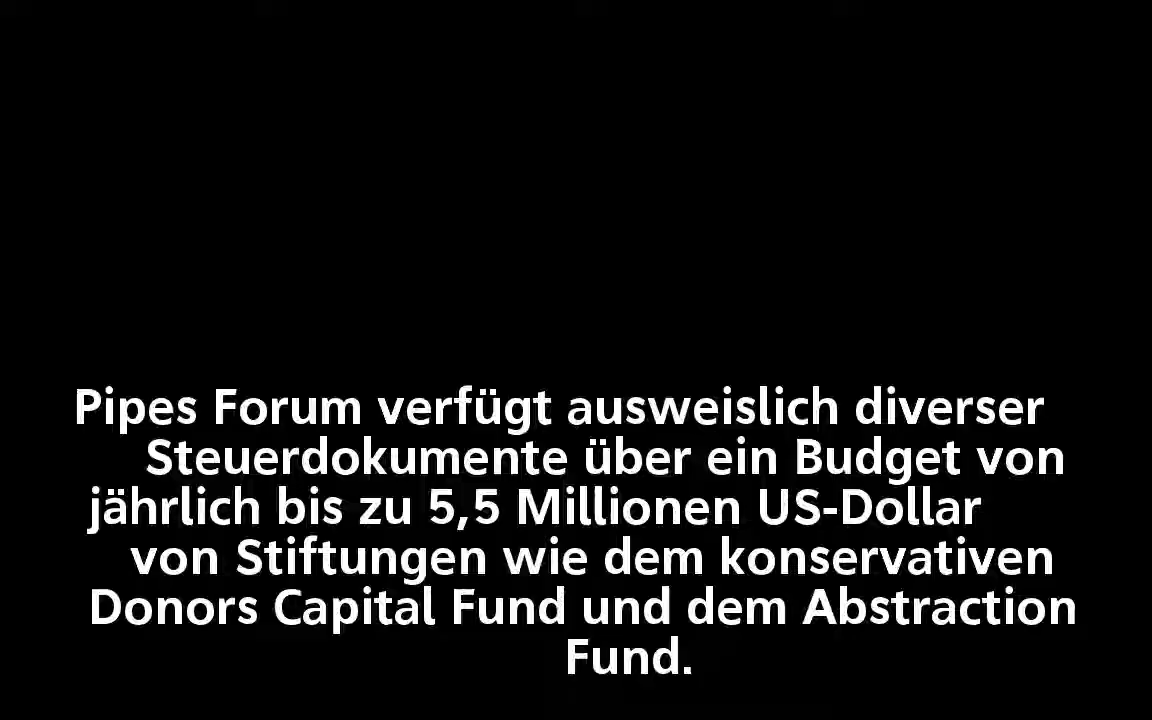 Pipes Forum verfügt ausweislich diverser
Steuerdokumente über ein Budget von
jährlich bis zu 5,5 Millionen US-Dollar
von Stiftungen wie dem konservativen
Donors Capital Fund und dem Abstraction
Fund.